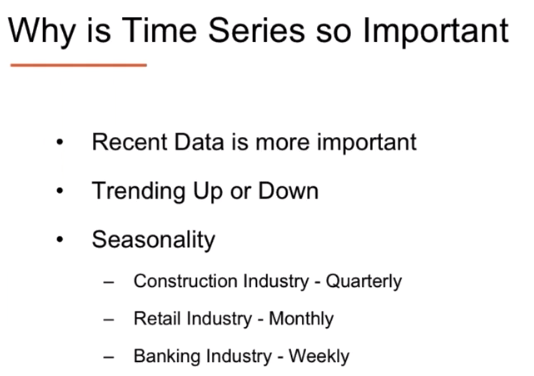 Why is Time Series so Important
• Recent Data is more important
• Trending Up or Down
• Seasonality
– Construction Industry - Quarterly
– Retail Industry - Monthly
– Banking Industry - Weekly